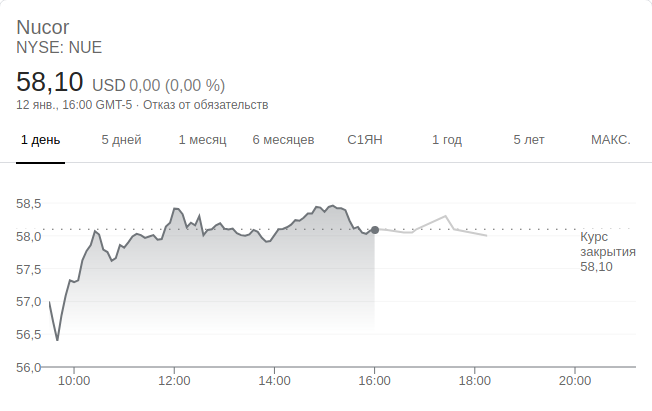 Nucor
NYSE: NUE
58,10 USD 0,00 (0,00 %)
12 янв., 16:00 GMT-5 · Отказ от обязательств
1 день 5 дней 1 месяц 6 месяцев С1ЯН 1 год 5 лет МАКС.
58,5
58,0
57,5
57,0
56,5
56,0
Курс
закрытия
58,10
10:00 12:00 14:00 16:00 18:00 20:00